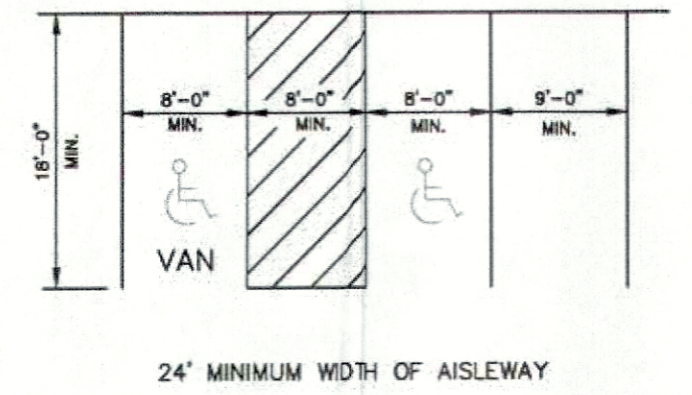 8'-0" 8'-0" 8'-0" 9'-0"
MIN. MIN. MIN. MIN.
18'-0"
MIN.
VAN
24' MINIMUM WIDTH OF AISLEWAY